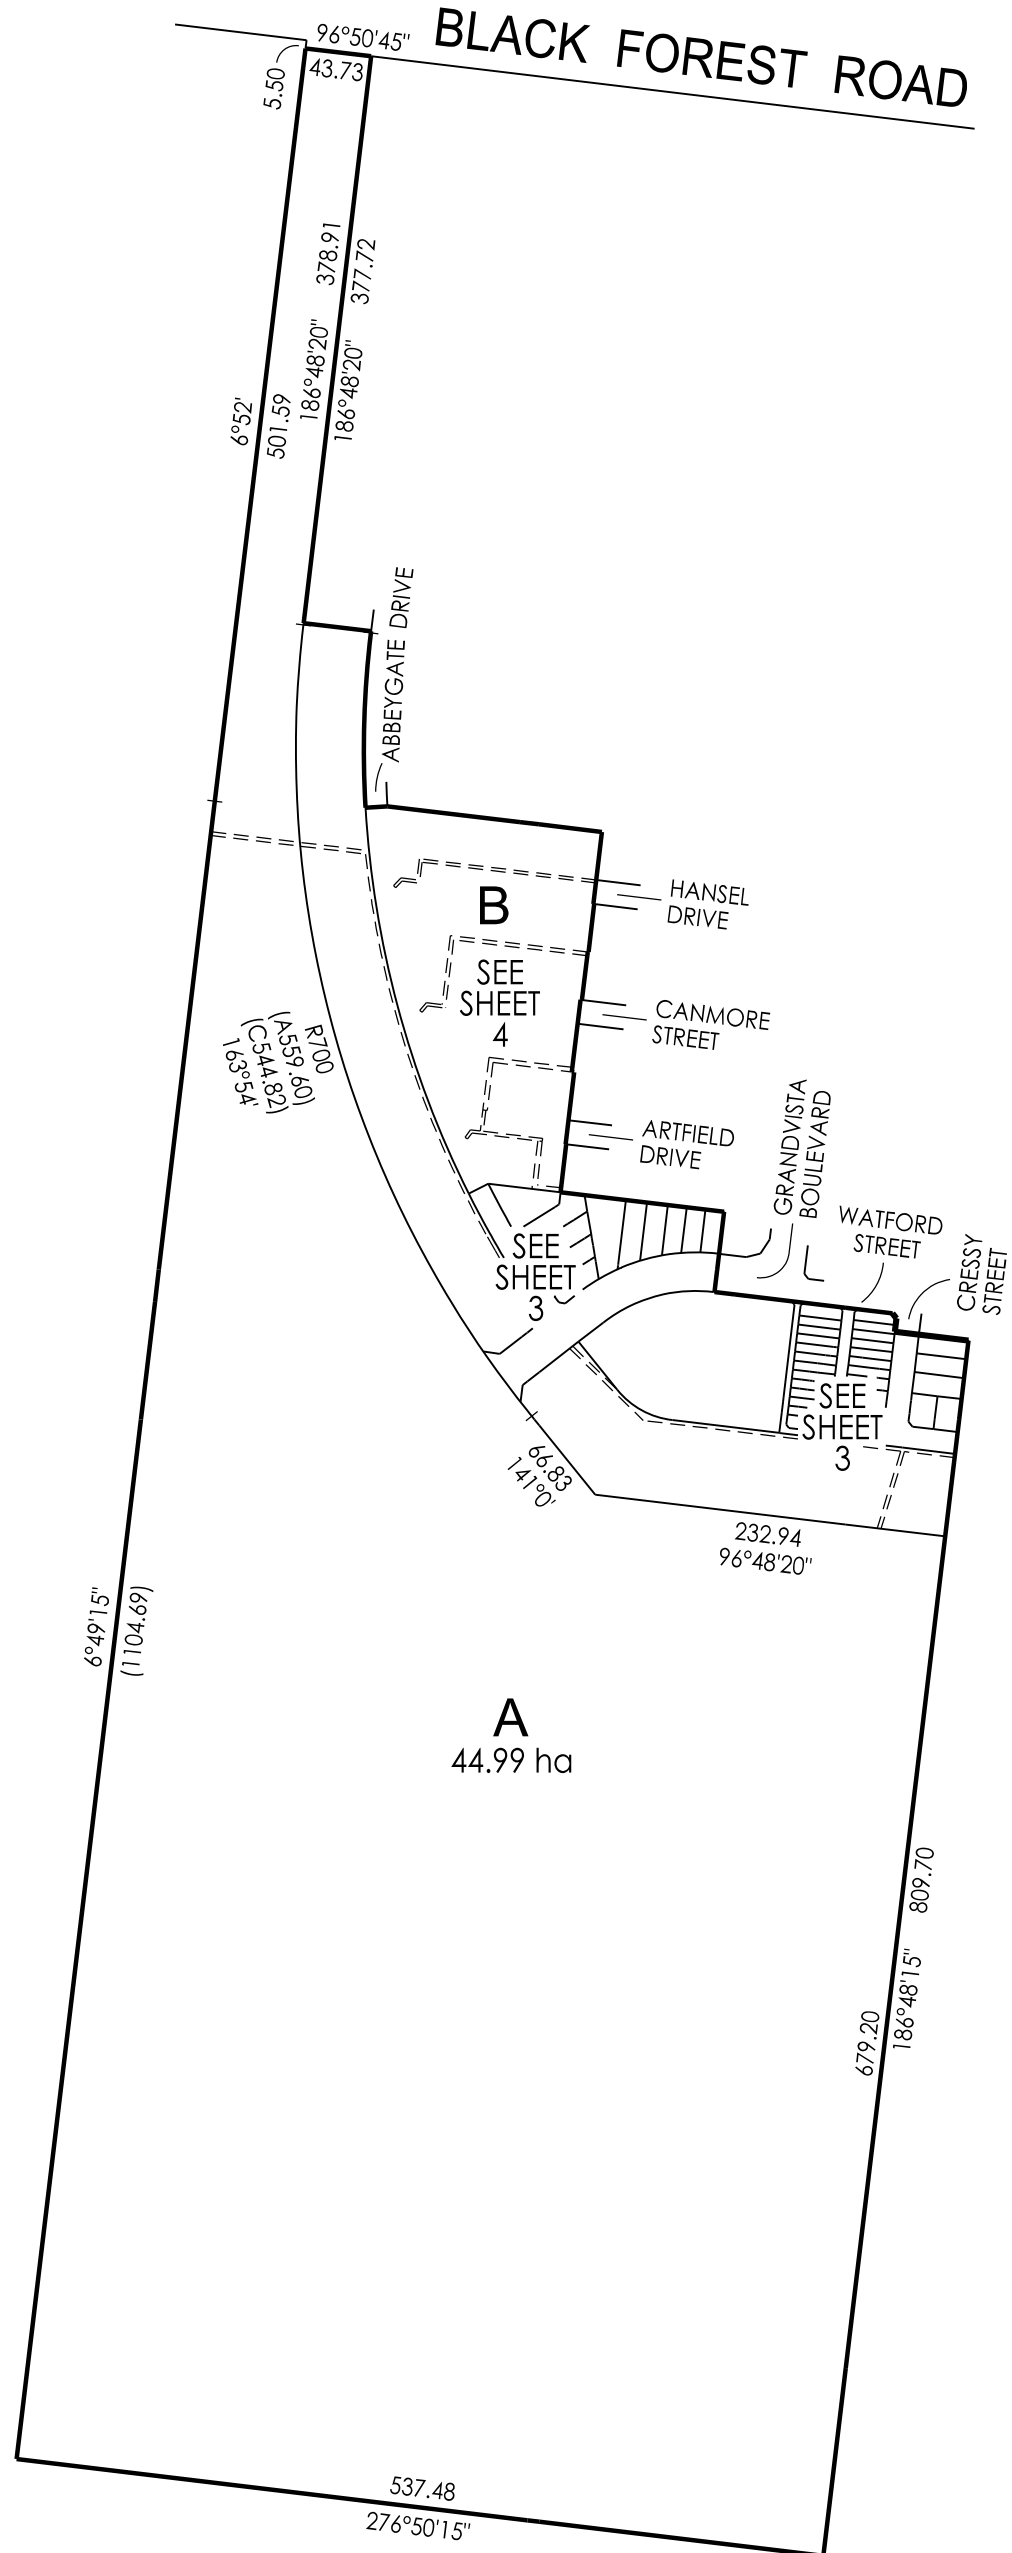 BLACK FOREST ROAD
96°50'45"
43.73
5.50
378.91
377.72
186°48'20"
186°48'20"
6°52'
501.59
ABBEYGATE DRIVE
HANSEL
DRIVE
B
SEE
SHEET
4
CANMORE
STREET
R700
(A559.60)
(C544.82)
163°54'
ARTFIELD
DRIVE
GRANDVISTA
BOULEVARD
WATFORD
STREET
CRESSY
STREET
SEE
SHEET
3
SEE
SHEET
3
66.83
141°0'
232.94
96°48'20"
6°49'15"
(1104.69)
A
44.99 ha
809.70
186°48'15"
679.20
537.48
276°50'15"